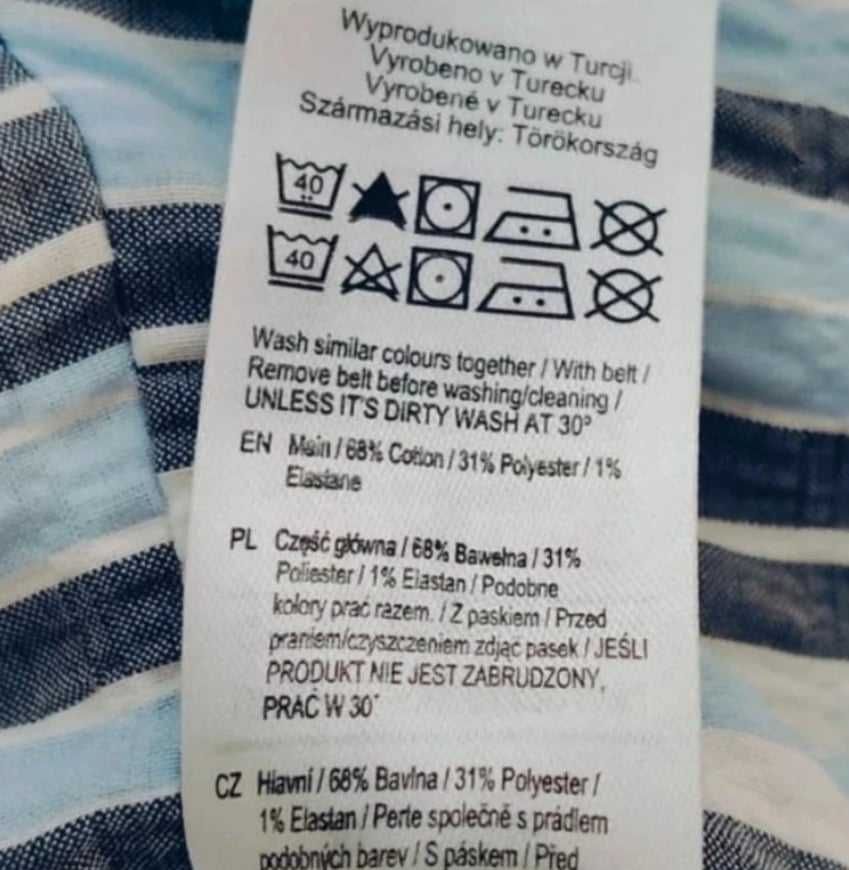 Wyprodukowano w Turcji.
Vyrobeno v Turecku
Vyrobené v Turecku
Származási hely: Törökország
40
40
Wash similar colours together / With belt /
Remove belt before washing/cleaning /
UNLESS IT'S DIRTY WASH AT 30°
EN Main / 68% Cotton / 31% Polyester / 1%
Elastane
PL Część główna / 68% Bawełna / 31%
Poliester / 1% Elastan / Podobne
kolory prać razem. / Z paskiem / Przed
praniem/czyszczeniem zdjąć pasek / JEŚLI
PRODUKT NIE JEST ZABRUDZONY,
PRAĆ W 30°
CZ Hlavní / 68% Bavlna / 31% Polyester /
1% Elastan / Perte společně s prádlem
podobných barev / S páskem / Před